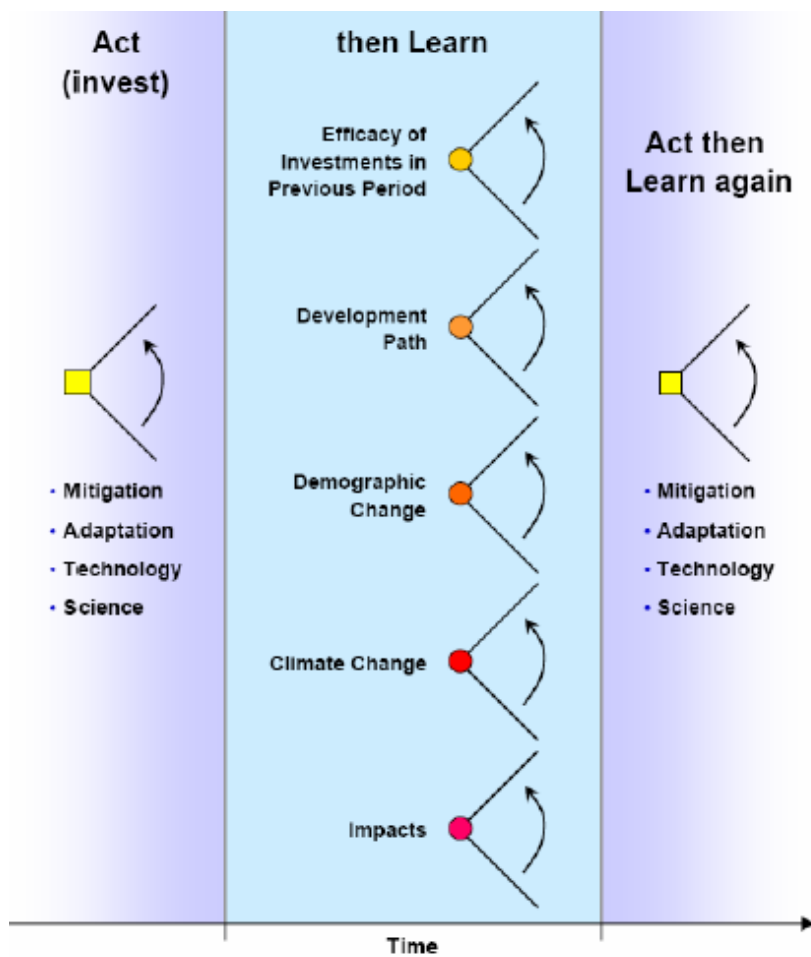 Act
(invest)
• Mitigation
• Adaptation
• Technology
• Science
then Learn
Efficacy of
Investments in
Previous Period
Development
Path
Demographic
Change
Climate Change
Impacts
Act then
Learn again
• Mitigation
• Adaptation
• Technology
• Science
Time